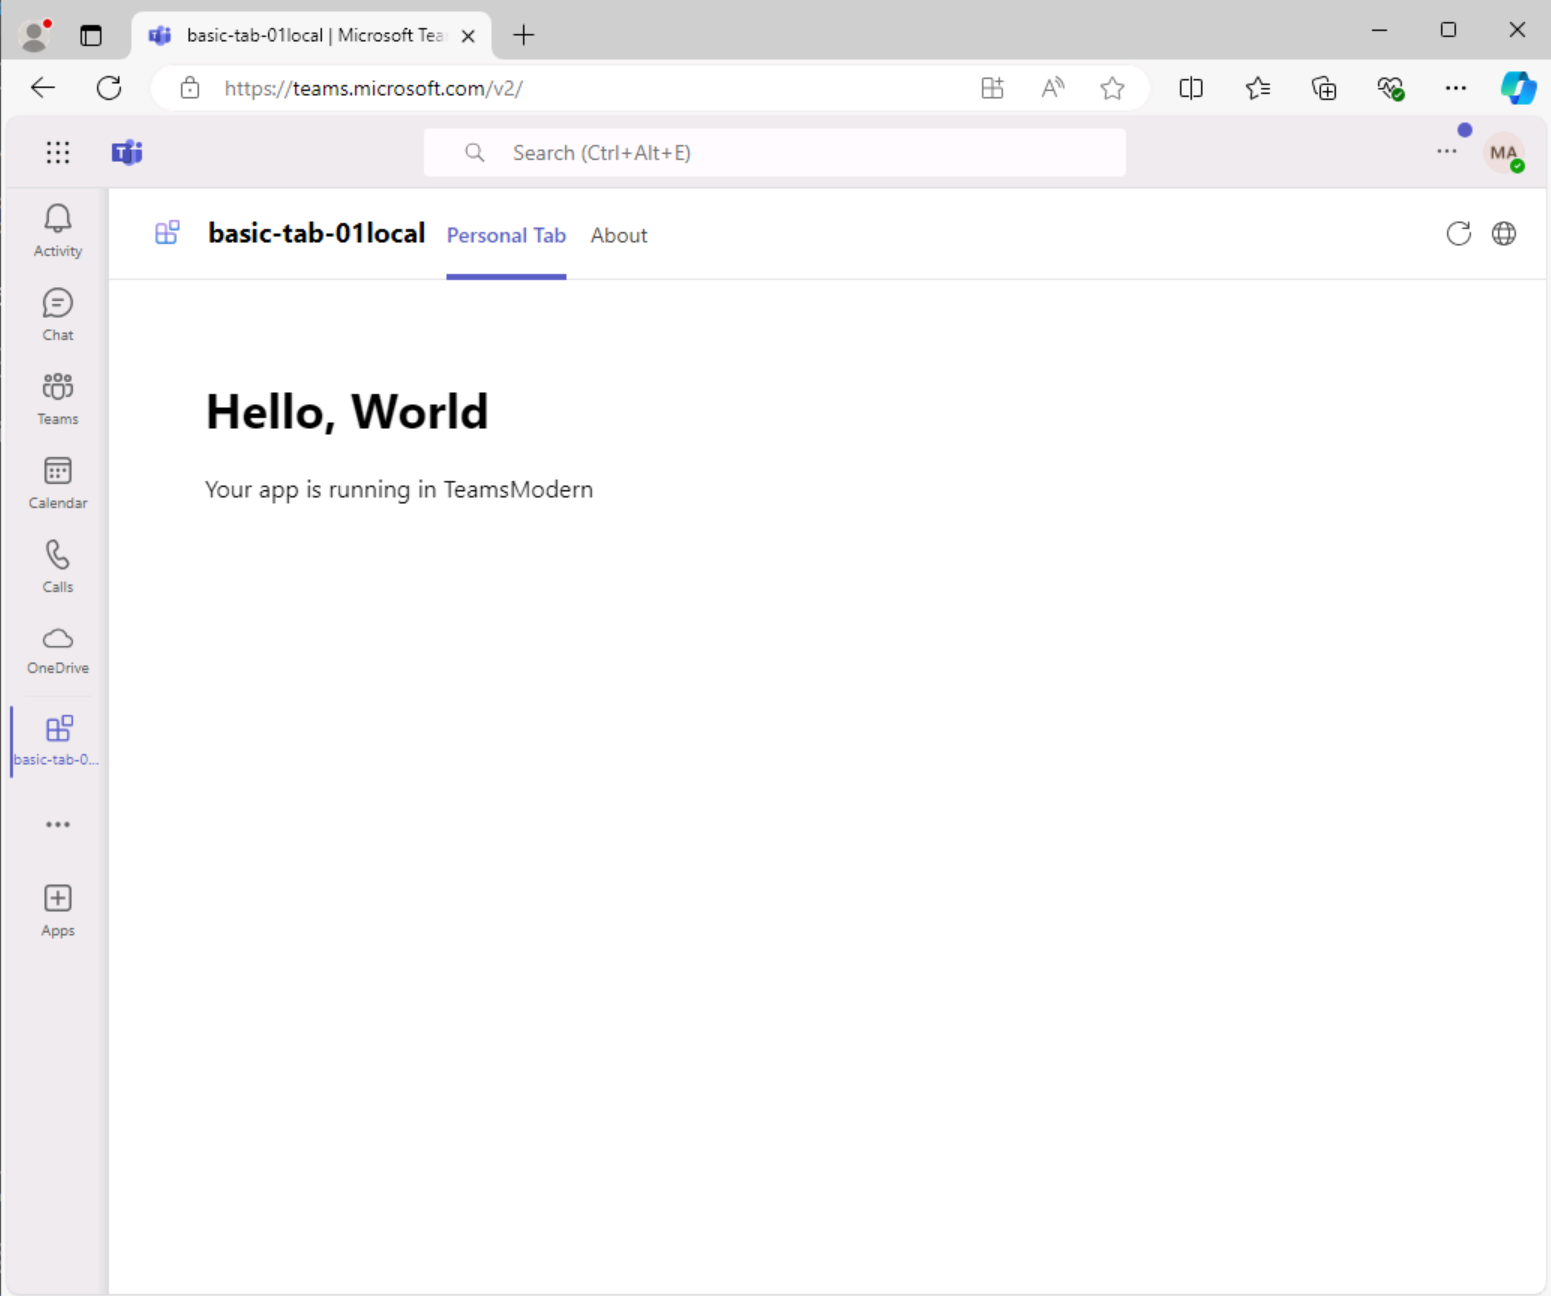 basic-tab-01local | Microsoft Tea
https://teams.microsoft.com/v2/
Search (Ctrl+Alt+E)
MA
basic-tab-01local Personal Tab About
Activity
Chat
Teams
Calendar
Calls
OneDrive
basic-tab-0...
Apps
Hello, World
Your app is running in TeamsModern